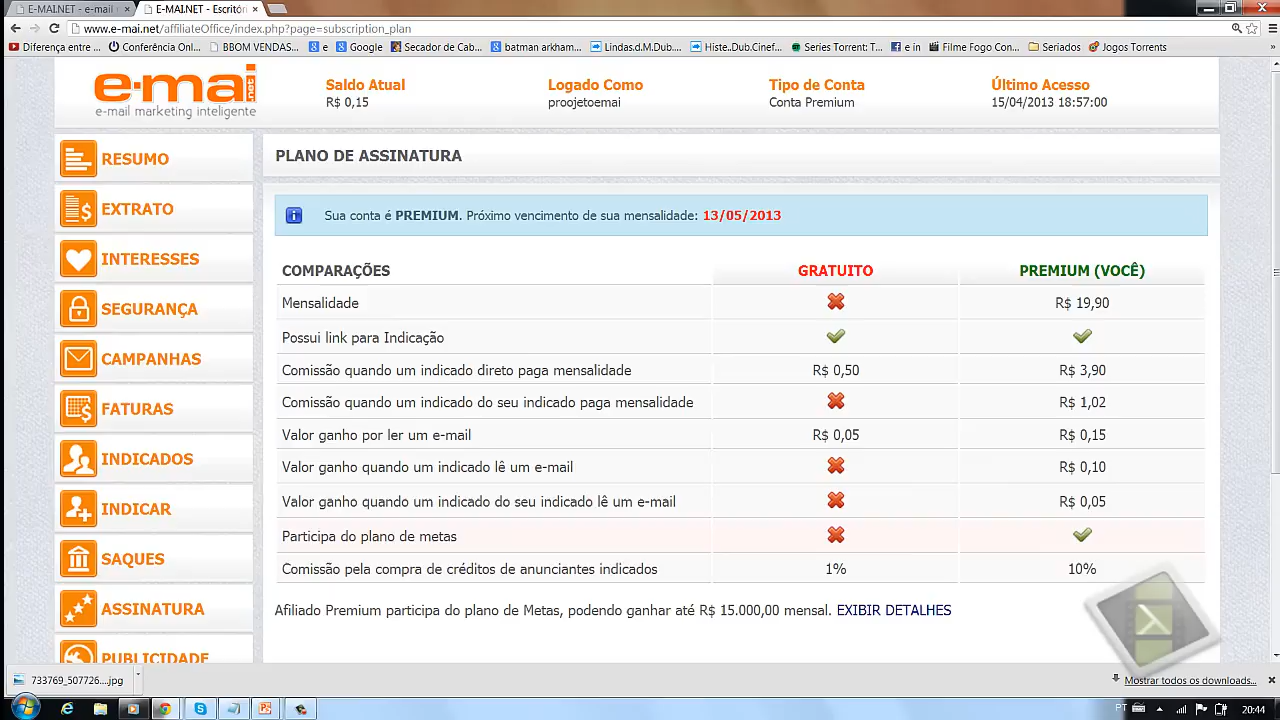 E-MAI.NET - e-mail
E-MAI.NET - Escritóri
www.e-mai.net/affiliateOffice/index.php?page=subscription_plan
Diferença entre ...
Conferência Onl...
BBOM VENDAS...
e
Google
Secador de Cab...
batman arkham...
Lindas.d.M.Dub...
Histe..Dub.Cinef...
Series Torrent: T...
e in
Filme Fogo Con...
Seriados
Jogos Torrents
e-mai.net
e-mail marketing inteligente
Saldo Atual
R$ 0,15
Logado Como
proojetoemai
Tipo de Conta
Conta Premium
Último Acesso
15/04/2013 18:57:00
RESUMO
EXTRATO
INTERESSES
SEGURANÇA
CAMPANHAS
FATURAS
INDICADOS
INDICAR
SAQUES
ASSINATURA
PUBLICIDADE
PLANO DE ASSINATURA
Sua conta é PREMIUM. Próximo vencimento de sua mensalidade: 13/05/2013
COMPARAÇÕES GRATUITO PREMIUM (VOCÊ)
Mensalidade R$ 19,90
Possui link para Indicação
Comissão quando um indicado direto paga mensalidade R$ 0,50 R$ 3,90
Comissão quando um indicado do seu indicado paga mensalidade R$ 1,02
Valor ganho por ler um e-mail R$ 0,05 R$ 0,15
Valor ganho quando um indicado lê um e-mail R$ 0,10
Valor ganho quando um indicado do seu indicado lê um e-mail R$ 0,05
Participa do plano de metas
Comissão pela compra de créditos de anunciantes indicados 1% 10%
Afiliado Premium participa do plano de Metas, podendo ganhar até R$ 15.000,00 mensal. EXIBIR DETALHES
733769_507726....jpg
Mostrar todos os downloads...
PT
20:44